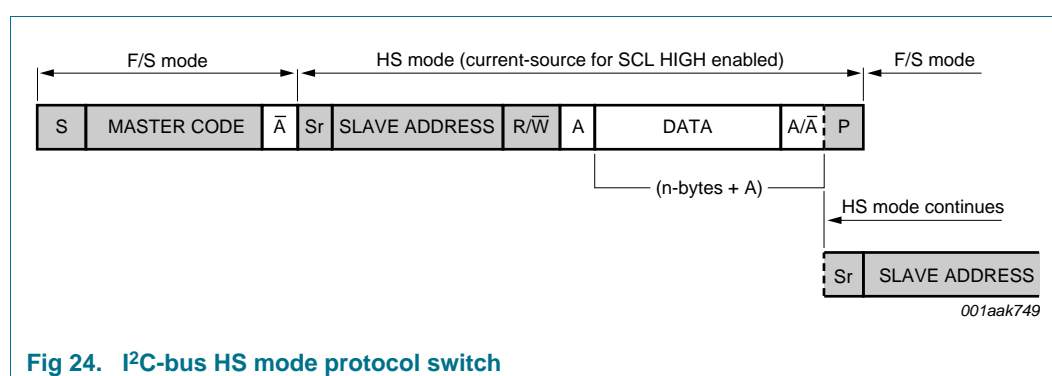 F/S mode HS mode (current-source for SCL HIGH enabled) F/S mode
S MASTER CODE A̅ Sr SLAVE ADDRESS R/W̅ A DATA A/A̅ P
(n-bytes + A)
HS mode continues
Sr SLAVE ADDRESS
001aak749
Fig 24. I²C-bus HS mode protocol switch